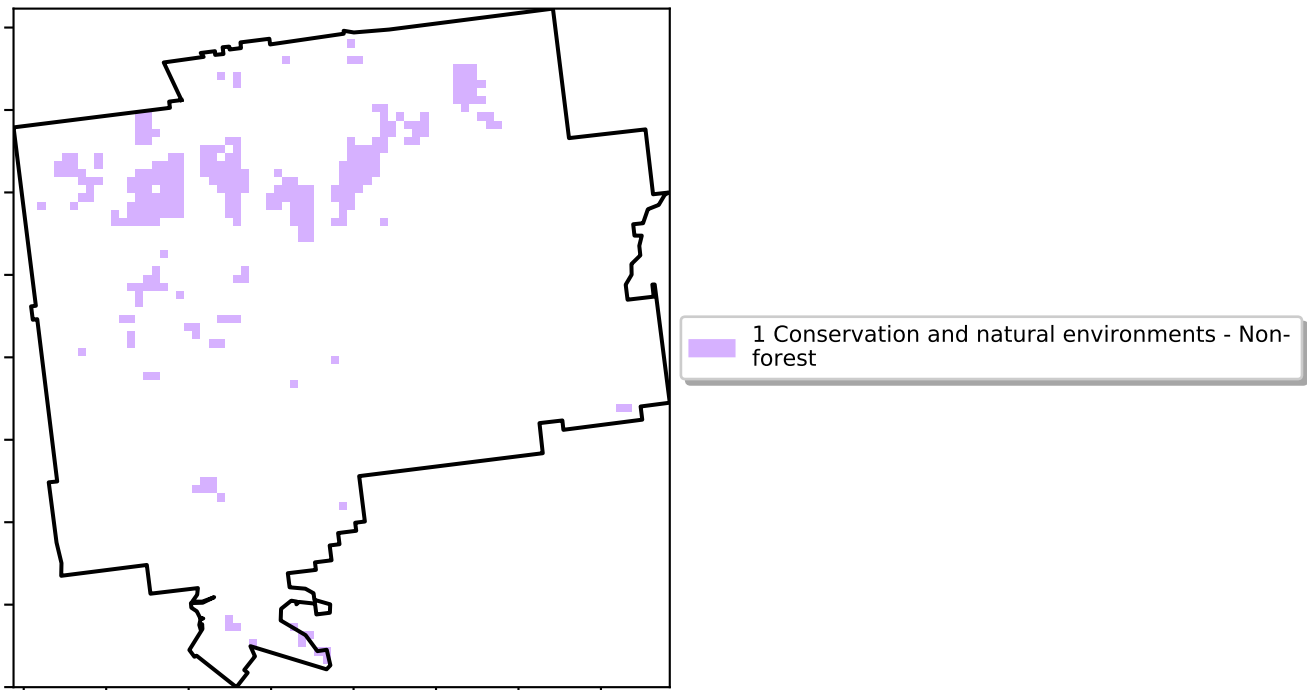 1 Conservation and natural environments - Non-
forest